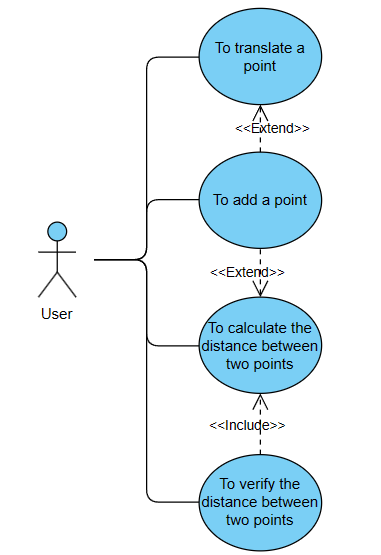 To translate a
point
<<Extend>>
To add a point
<<Extend>>
User
To calculate the
distance between
two points
<<Include>>
To verify the
distance between
two points